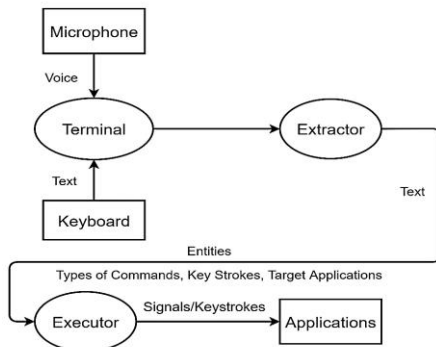 Microphone
Voice
Terminal
Extractor
Text
Text
Keyboard
Entities
Types of Commands, Key Strokes, Target Applications
Signals/Keystrokes
Executor
Applications